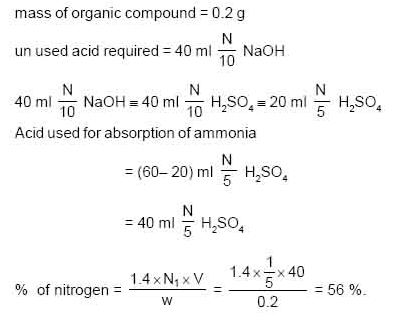 mass of organic compound = 0.2 g
un used acid required = 40 ml N/10 NaOH
40 ml N/10 NaOH ≡ 40 ml N/10 H₂SO₄ ≡ 20 ml N/5 H₂SO₄
Acid used for absorption of ammonia
= (60– 20) ml N/5 H₂SO₄
= 40 ml N/5 H₂SO₄
% of nitrogen = (1.4 × N₁ × V)/w = (1.4 × 1/5 × 40)/0.2 = 56 %.